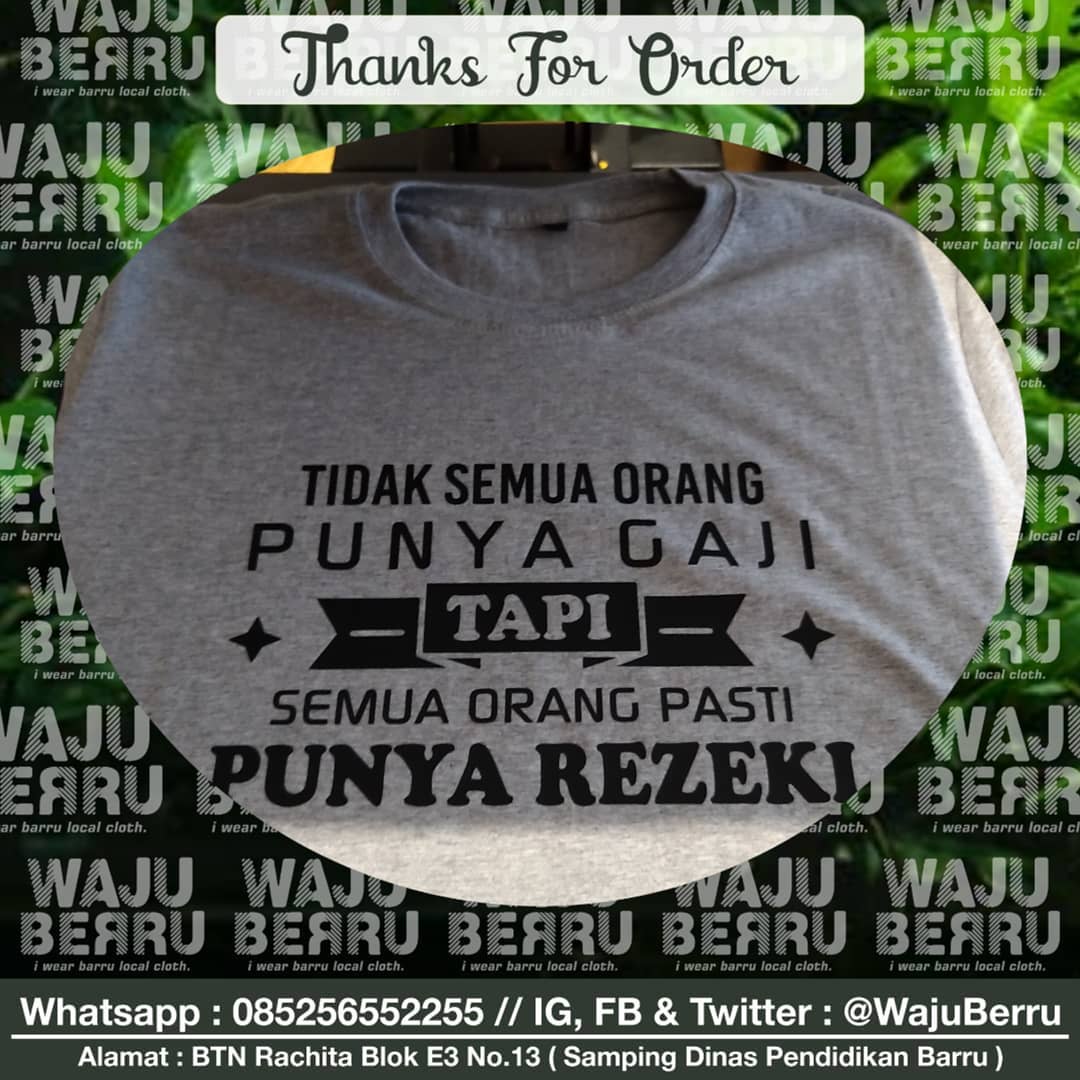 Thanks For Order
WAJU
BERRU
i wear barru local cloth.
TIDAK SEMUA ORANG
PUNYA GAJI
TAPI
SEMUA ORANG PASTI
PUNYA REZEKI
Whatsapp : 085256552255 // IG, FB & Twitter : @WajuBerru
Alamat : BTN Rachita Blok E3 No.13 ( Samping Dinas Pendidikan Barru )